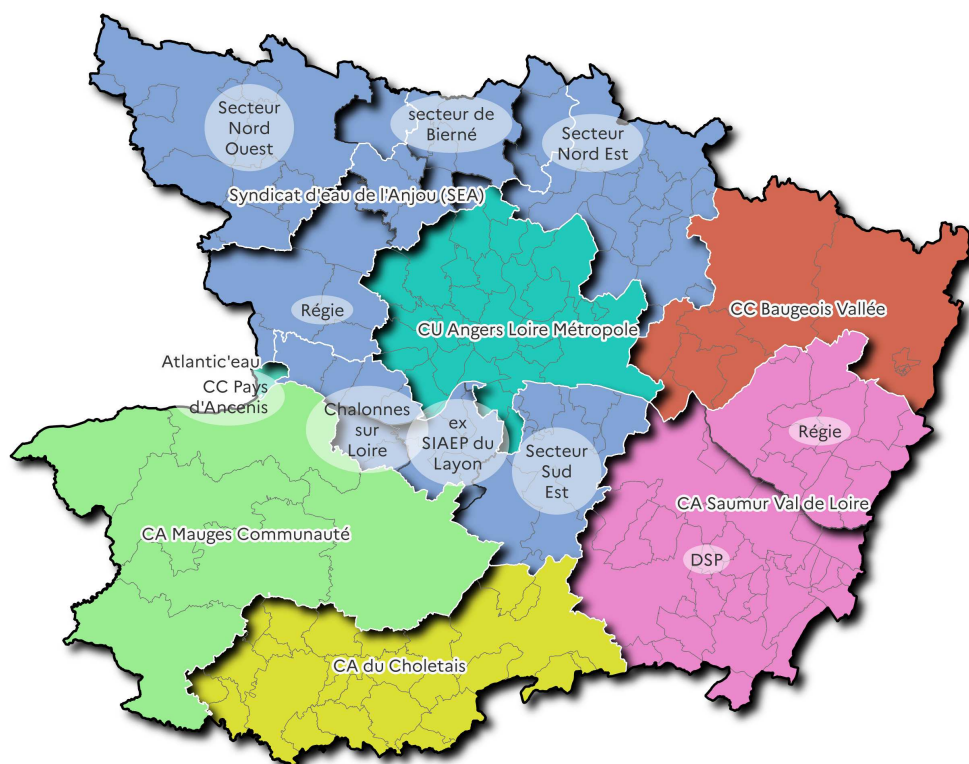 Secteur
Nord
Ouest
secteur de
Bierné
Secteur
Nord Est
Syndicat d'eau de l'Anjou (SEA)
Régie
CU Angers Loire Métropole
CC Baugeois Vallée
Atlantic'eau
CC Pays
d'Ancenis
Chalonnes
sur
Loire
ex
SIAEP du
Layon
Secteur
Sud
Est
Régie
CA Saumur Val de Loire
CA Mauges Communauté
DSP
CA du Choletais